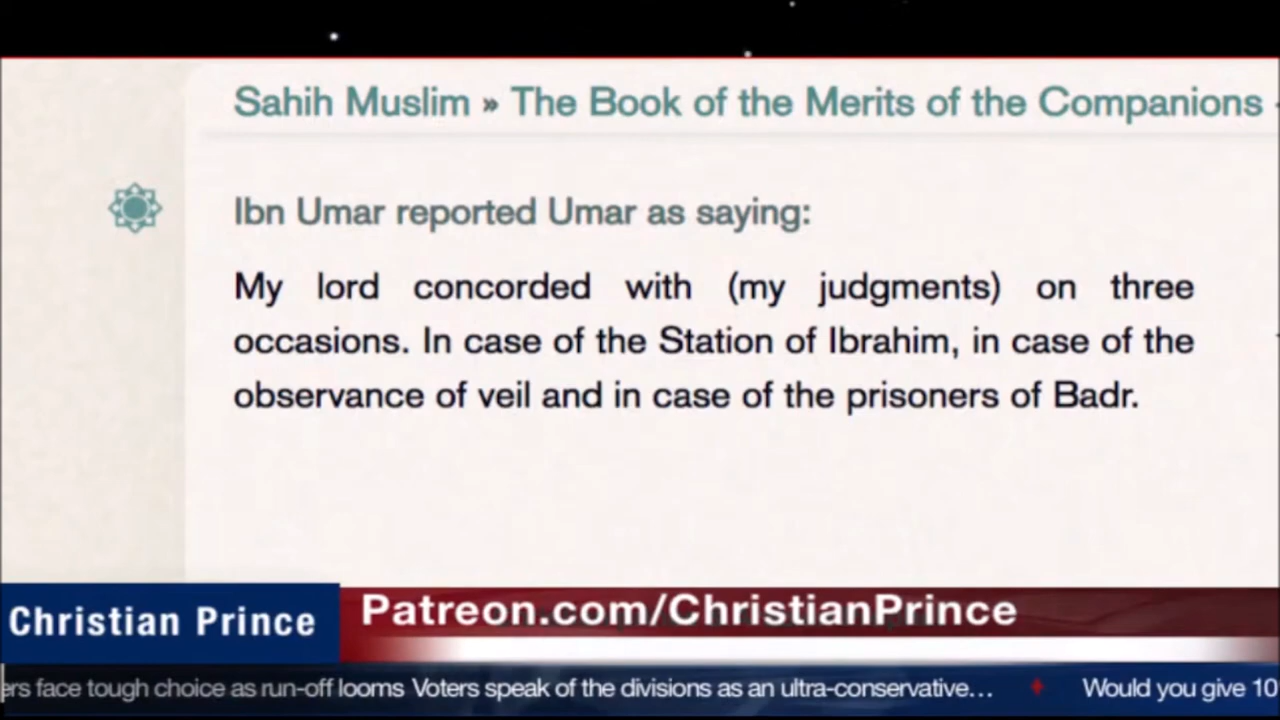 Sahih Muslim » The Book of the Merits of the Companions
Ibn Umar reported Umar as saying:
My lord concorded with (my judgments) on three
occasions. In case of the Station of Ibrahim, in case of the
observance of veil and in case of the prisoners of Badr.
Christian Prince
Patreon.com/ChristianPrince
ers face tough choice as run-off looms Voters speak of the divisions as an ultra-conservative… Would you give 10